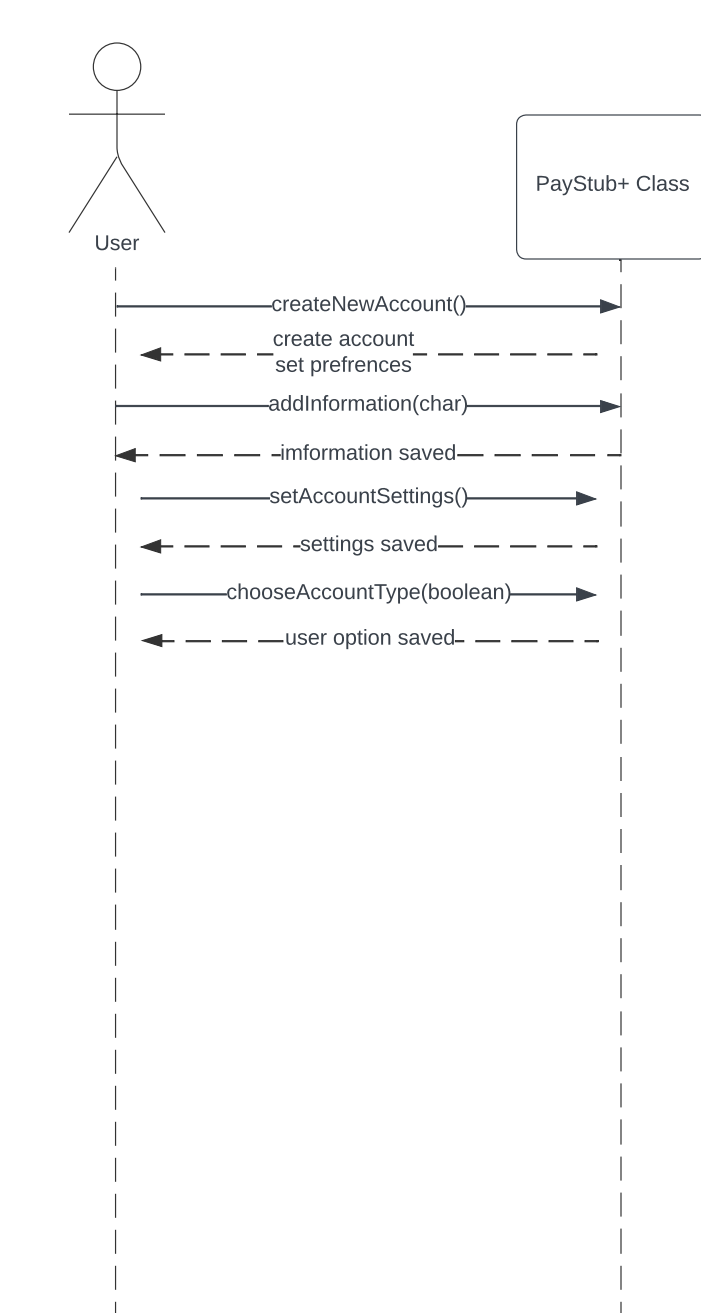 PayStub+ Class
User
createNewAccount()
create account
set prefrences
addInformation(char)
imformation saved
setAccountSettings()
settings saved
chooseAccountType(boolean)
user option saved